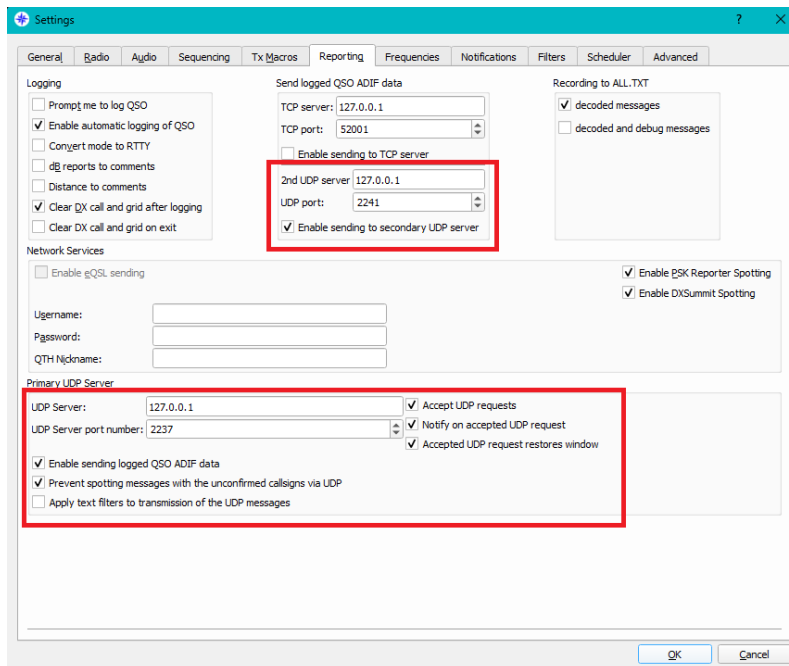 Settings
?
General Radio Audio Sequencing Tx Macros Reporting Frequencies Notifications Filters Scheduler Advanced
Logging
Prompt me to log QSO
Enable automatic logging of QSO
Convert mode to RTTY
dB reports to comments
Distance to comments
Clear DX call and grid after logging
Clear DX call and grid on exit
Send logged QSO ADIF data
TCP server: 127.0.0.1
TCP port: 52001
Enable sending to TCP server
2nd UDP server 127.0.0.1
UDP port: 2241
Enable sending to secondary UDP server
Recording to ALL.TXT
decoded messages
decoded and debug messages
Network Services
Enable eQSL sending
Enable PSK Reporter Spotting
Enable DXSummit Spotting
Username:
Password:
QTH Nickname:
Primary UDP Server
UDP Server: 127.0.0.1
UDP Server port number: 2237
Accept UDP requests
Notify on accepted UDP request
Accepted UDP request restores window
Enable sending logged QSO ADIF data
Prevent spotting messages with the unconfirmed callsigns via UDP
Apply text filters to transmission of the UDP messages
OK Cancel